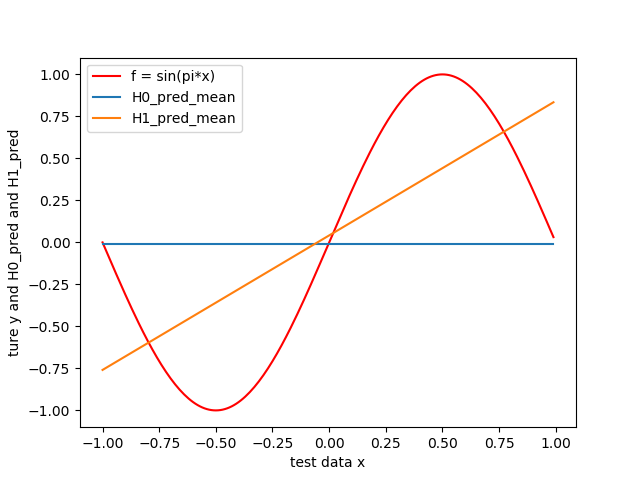 f = sin(pi*x)
H0_pred_mean
H1_pred_mean
1.00
0.75
0.50
0.25
0.00
−0.25
−0.50
−0.75
−1.00
ture y and H0_pred and H1_pred
−1.00 −0.75 −0.50 −0.25 0.00 0.25 0.50 0.75 1.00
test data x